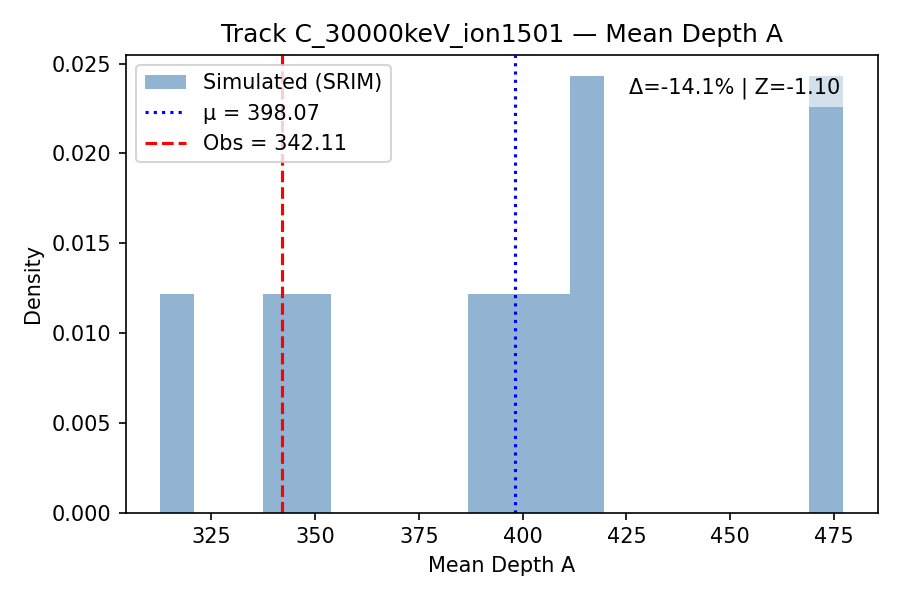 Track C_30000keV_ion1501 — Mean Depth A
Simulated (SRIM)
μ = 398.07
Obs = 342.11
Δ=-14.1% | Z=-1.10
Density
0.025
0.020
0.015
0.010
0.005
0.000
325 350 375 400 425 450 475
Mean Depth A